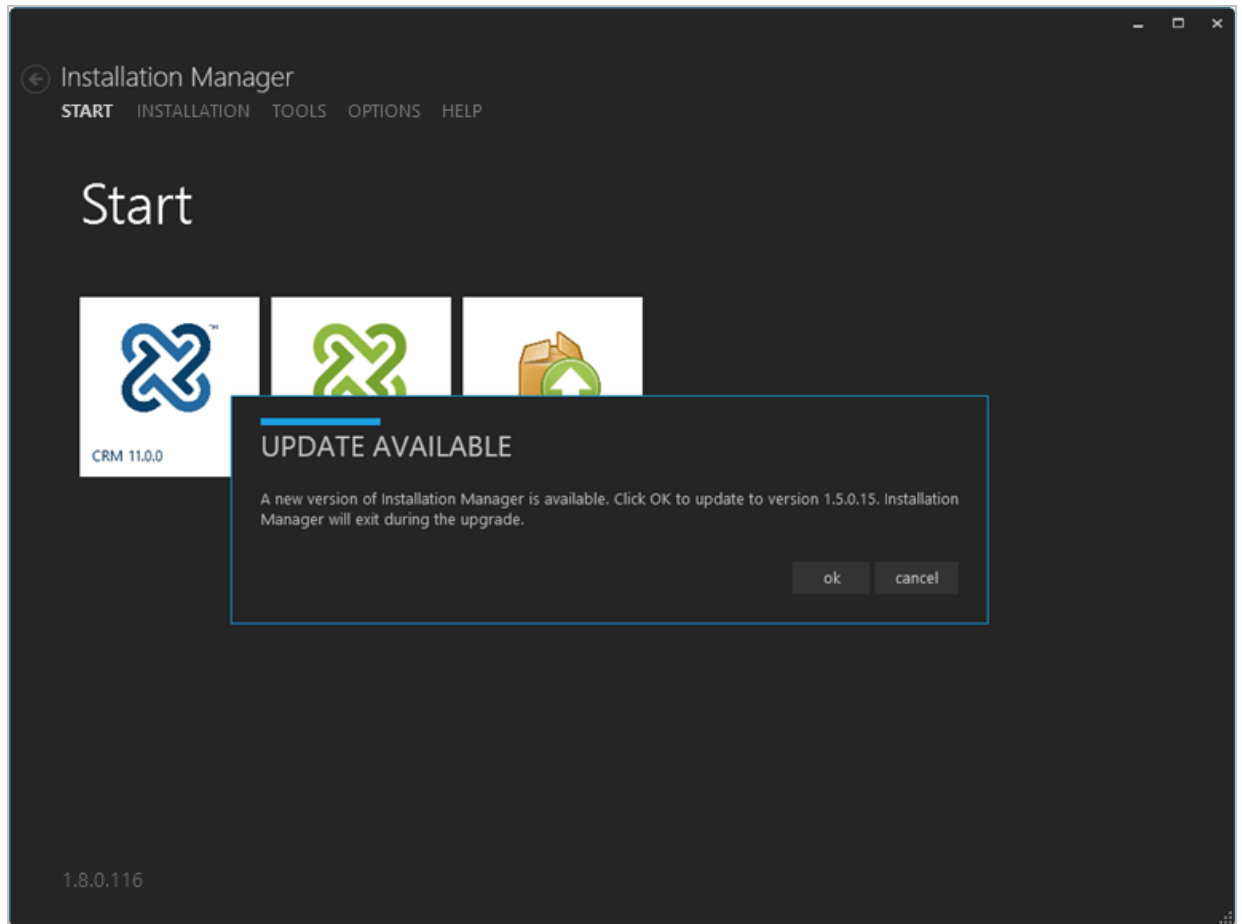 Installation Manager
START INSTALLATION TOOLS OPTIONS HELP
Start
™
CRM 11.0.0
UPDATE AVAILABLE
A new version of Installation Manager is available. Click OK to update to version 1.5.0.15. Installation
Manager will exit during the upgrade.
ok cancel
1.8.0.116